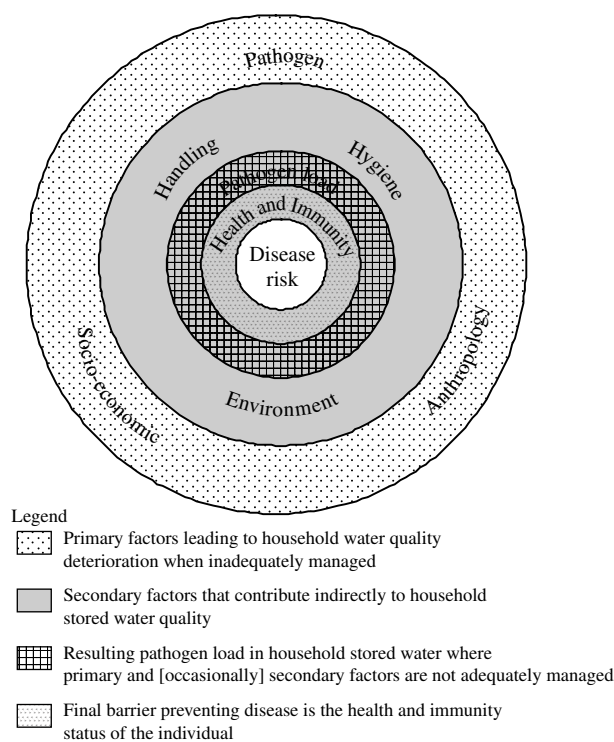 Pathogen
Handling
Hygiene
Pathogen load
Health and Immunity
Disease
risk
Socio-economic
Anthropology
Environment
Legend
Primary factors leading to household water quality
deterioration when inadequately managed
Secondary factors that contribute indirectly to household
stored water quality
Resulting pathogen load in household stored water where
primary and [occasionally] secondary factors are not adequately managed
Final barrier preventing disease is the health and immunity
status of the individual